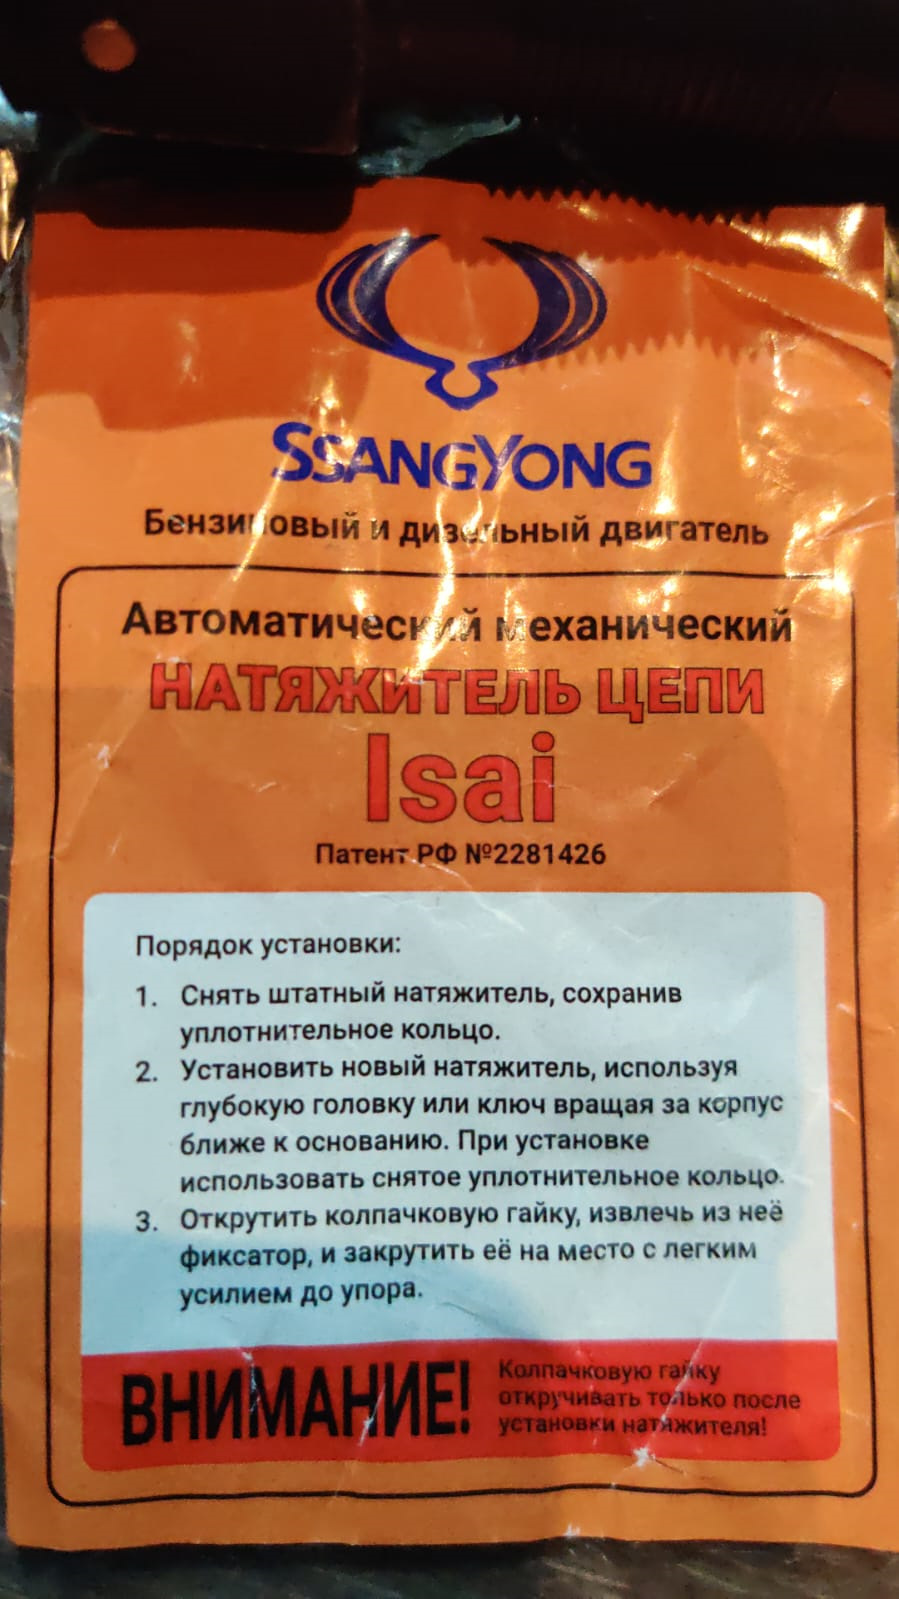 SSANGYONG
Бензиновый и дизельный двигатель
Автоматический механический
НАТЯЖИТЕЛЬ ЦЕПИ
Isai
Патент РФ №2281426
Порядок установки:
1. Снять штатный натяжитель, сохранив
уплотнительное кольцо.
2. Установить новый натяжитель, используя
глубокую головку или ключ вращая за корпус
ближе к основанию. При установке
использовать снятое уплотнительное кольцо.
3. Открутить колпачковую гайку, извлечь из неё
фиксатор, и закрутить её на место с легким
усилием до упора.
ВНИМАНИЕ!
Колпачковую гайку
откручивать только после
установки натяжителя!